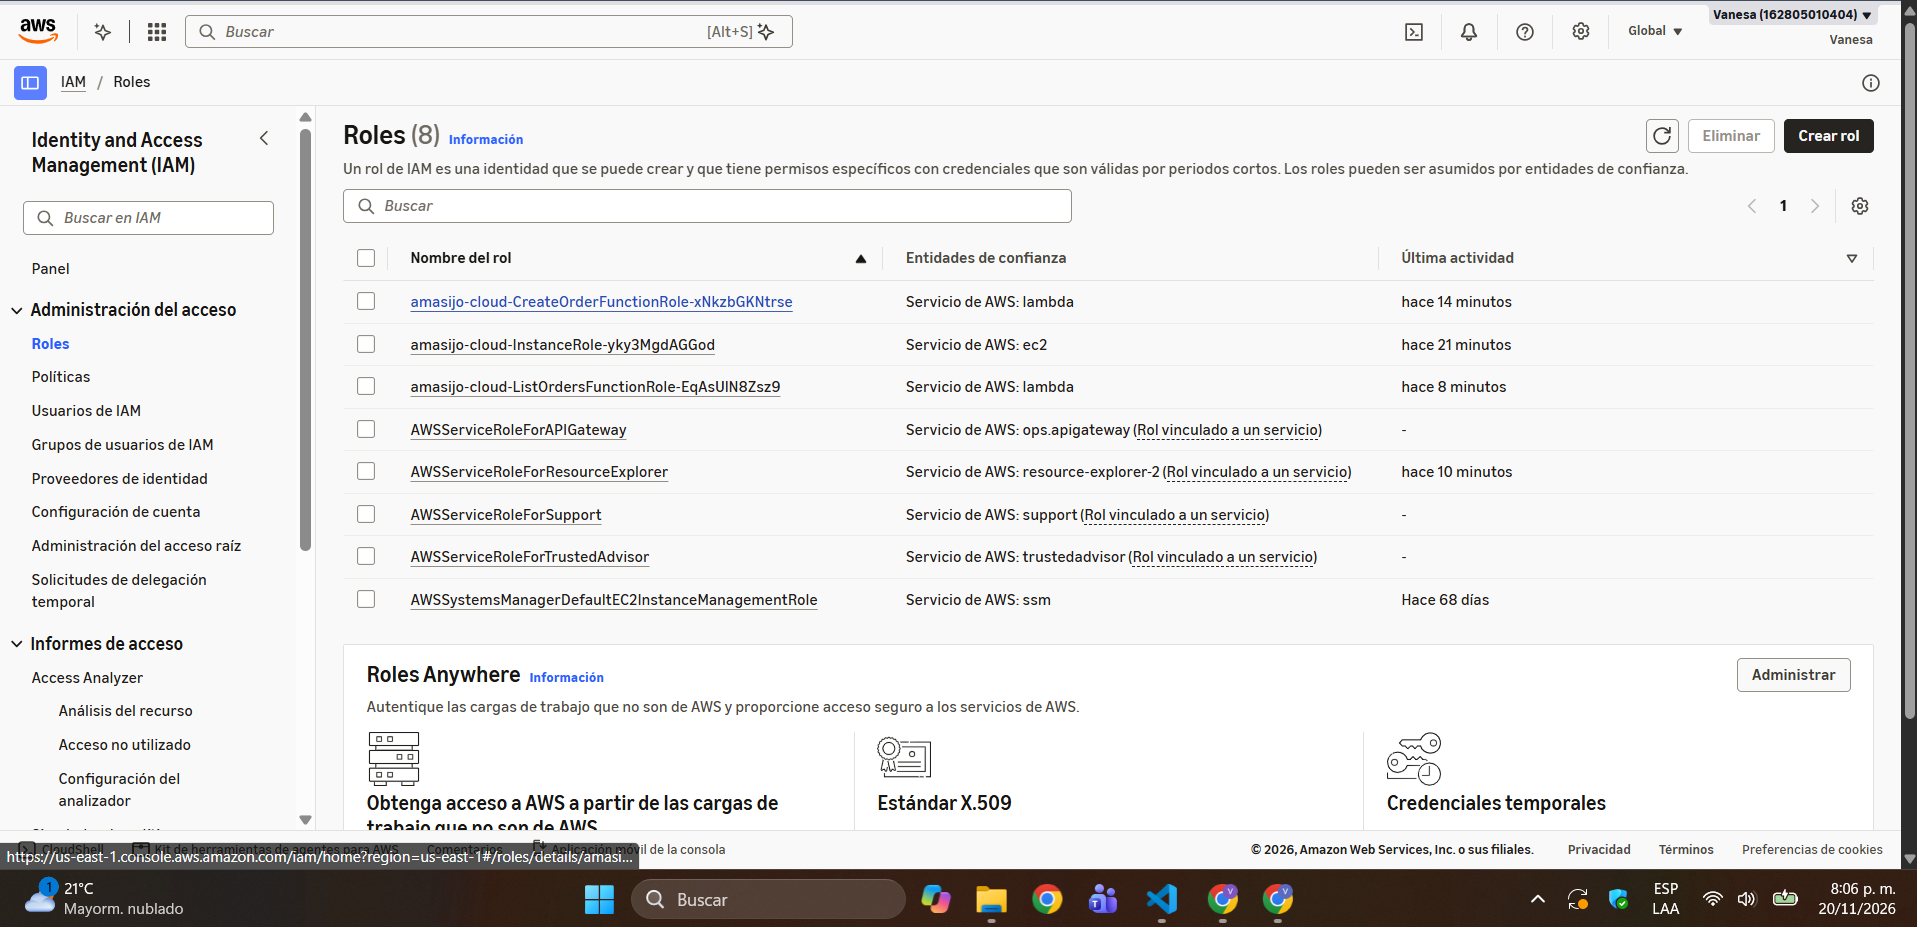 aws
Buscar
[Alt+S]
Global
Vanesa (162805010404)
Vanesa
IAM / Roles
Identity and Access
Management (IAM)
Buscar en IAM
Panel
Administración del acceso
Roles
Políticas
Usuarios de IAM
Grupos de usuarios de IAM
Proveedores de identidad
Configuración de cuenta
Administración del acceso raíz
Solicitudes de delegación
temporal
Informes de acceso
Access Analyzer
Análisis del recurso
Acceso no utilizado
Configuración del
analizador
Roles (8) Información
Eliminar
Crear rol
Un rol de IAM es una identidad que se puede crear y que tiene permisos específicos con credenciales que son válidas por periodos cortos. Los roles pueden ser asumidos por entidades de confianza.
Buscar
1
Nombre del rol Entidades de confianza Última actividad
amasijo-cloud-CreateOrderFunctionRole-xNkzbGKNtrse Servicio de AWS: lambda hace 14 minutos
amasijo-cloud-InstanceRole-yky3MgdAGGod Servicio de AWS: ec2 hace 21 minutos
amasijo-cloud-ListOrdersFunctionRole-EqAsUlN8Zsz9 Servicio de AWS: lambda hace 8 minutos
AWSServiceRoleForAPIGateway Servicio de AWS: ops.apigateway (Rol vinculado a un servicio) -
AWSServiceRoleForResourceExplorer Servicio de AWS: resource-explorer-2 (Rol vinculado a un servicio) hace 10 minutos
AWSServiceRoleForSupport Servicio de AWS: support (Rol vinculado a un servicio) -
AWSServiceRoleForTrustedAdvisor Servicio de AWS: trustedadvisor (Rol vinculado a un servicio) -
AWSSystemsManagerDefaultEC2InstanceManagementRole Servicio de AWS: ssm Hace 68 días
Roles Anywhere Información
Administrar
Autentique las cargas de trabajo que no son de AWS y proporcione acceso seguro a los servicios de AWS.
Obtenga acceso a AWS a partir de las cargas de
trabajo que no son de AWS
Estándar X.509
Credenciales temporales
CloudShell Kit de herramientas de agentes para AWS Comentarios Aplicación móvil de la consola
© 2026, Amazon Web Services, Inc. o sus filiales. Privacidad Términos Preferencias de cookies
https://us-east-1.console.aws.amazon.com/iam/home?region=us-east-1#/roles/details/amasi...
1
21°C
Mayorm. nublado
Buscar
ESP
LAA
8:06 p. m.
20/11/2026